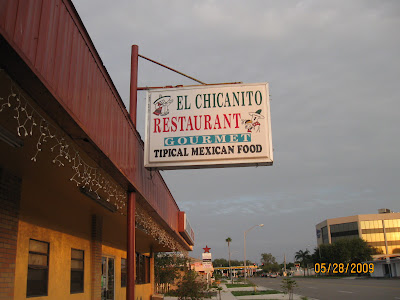 EL CHICANITO
RESTAURANT
GOURMET
TIPICAL MEXICAN FOOD
05/28/2009